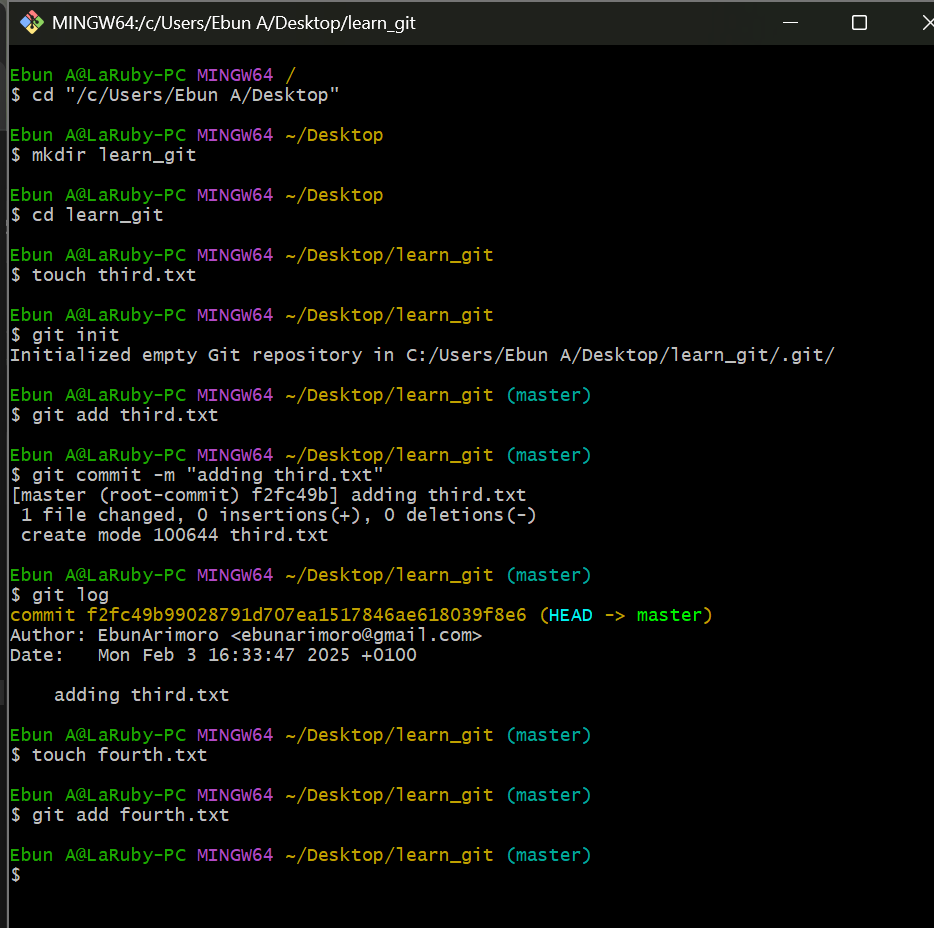 MINGW64:/c/Users/Ebun A/Desktop/learn_git
Ebun A@LaRuby-PC MINGW64 /
$ cd "/c/Users/Ebun A/Desktop"
Ebun A@LaRuby-PC MINGW64 ~/Desktop
$ mkdir learn_git
Ebun A@LaRuby-PC MINGW64 ~/Desktop
$ cd learn_git
Ebun A@LaRuby-PC MINGW64 ~/Desktop/learn_git
$ touch third.txt
Ebun A@LaRuby-PC MINGW64 ~/Desktop/learn_git
$ git init
Initialized empty Git repository in C:/Users/Ebun A/Desktop/learn_git/.git/
Ebun A@LaRuby-PC MINGW64 ~/Desktop/learn_git (master)
$ git add third.txt
Ebun A@LaRuby-PC MINGW64 ~/Desktop/learn_git (master)
$ git commit -m "adding third.txt"
[master (root-commit) f2fc49b] adding third.txt
 1 file changed, 0 insertions(+), 0 deletions(-)
 create mode 100644 third.txt
Ebun A@LaRuby-PC MINGW64 ~/Desktop/learn_git (master)
$ git log
commit f2fc49b99028791d707ea1517846ae618039f8e6 (HEAD -> master)
Author: EbunArimoro <ebunarimoro@gmail.com>
Date:   Mon Feb 3 16:33:47 2025 +0100
    adding third.txt
Ebun A@LaRuby-PC MINGW64 ~/Desktop/learn_git (master)
$ touch fourth.txt
Ebun A@LaRuby-PC MINGW64 ~/Desktop/learn_git (master)
$ git add fourth.txt
Ebun A@LaRuby-PC MINGW64 ~/Desktop/learn_git (master)
$